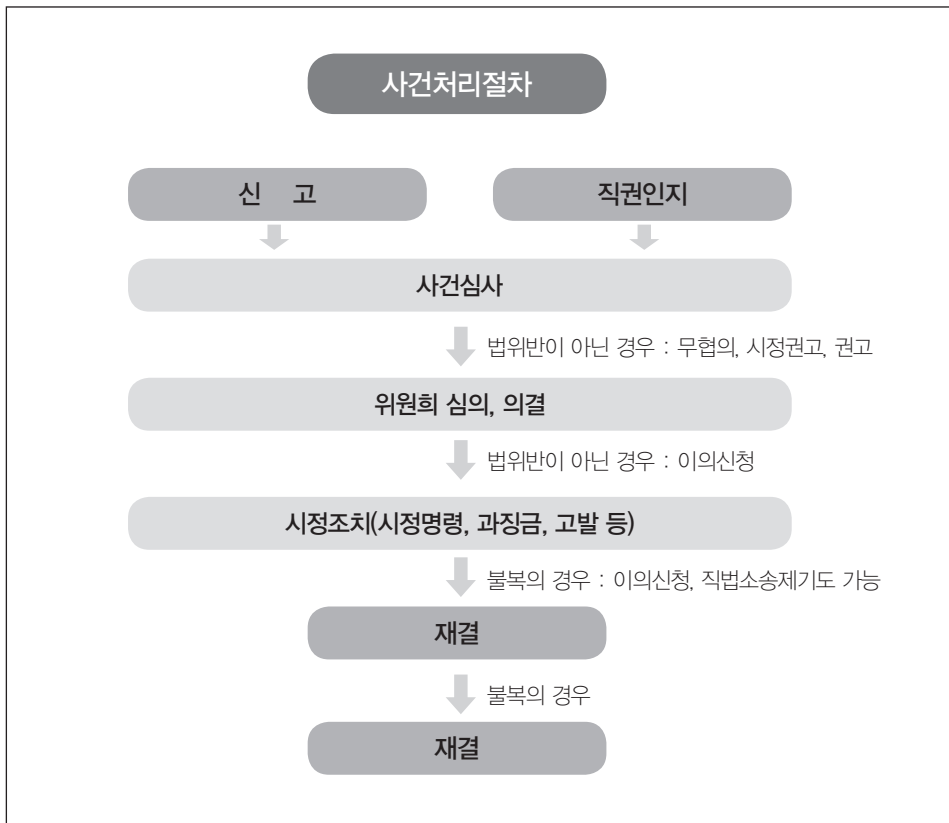 사건처리절차
신 고
직권인지
사건심사
법위반이 아닌 경우 : 무협의, 시정권고, 권고
위원희 심의, 의결
법위반이 아닌 경우 : 이의신청
시정조치(시정명령, 과징금, 고발 등)
불복의 경우 : 이의신청, 직법소송제기도 가능
재결
불복의 경우
재결